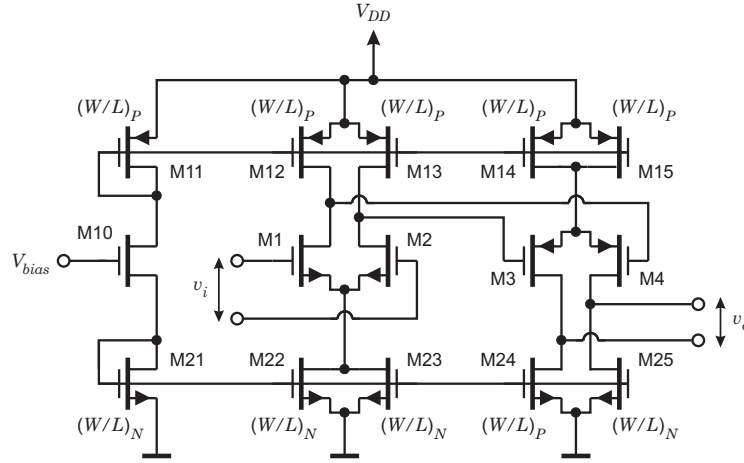 V_DD
(W/L)_P (W/L)_P (W/L)_P (W/L)_P (W/L)_P
M11 M12 M13 M14 M15
M10 M1 M2
V_bias
M3 M4
v_i
M21 M22 M23 M24 M25
(W/L)_N (W/L)_N (W/L)_N (W/L)_P (W/L)_N